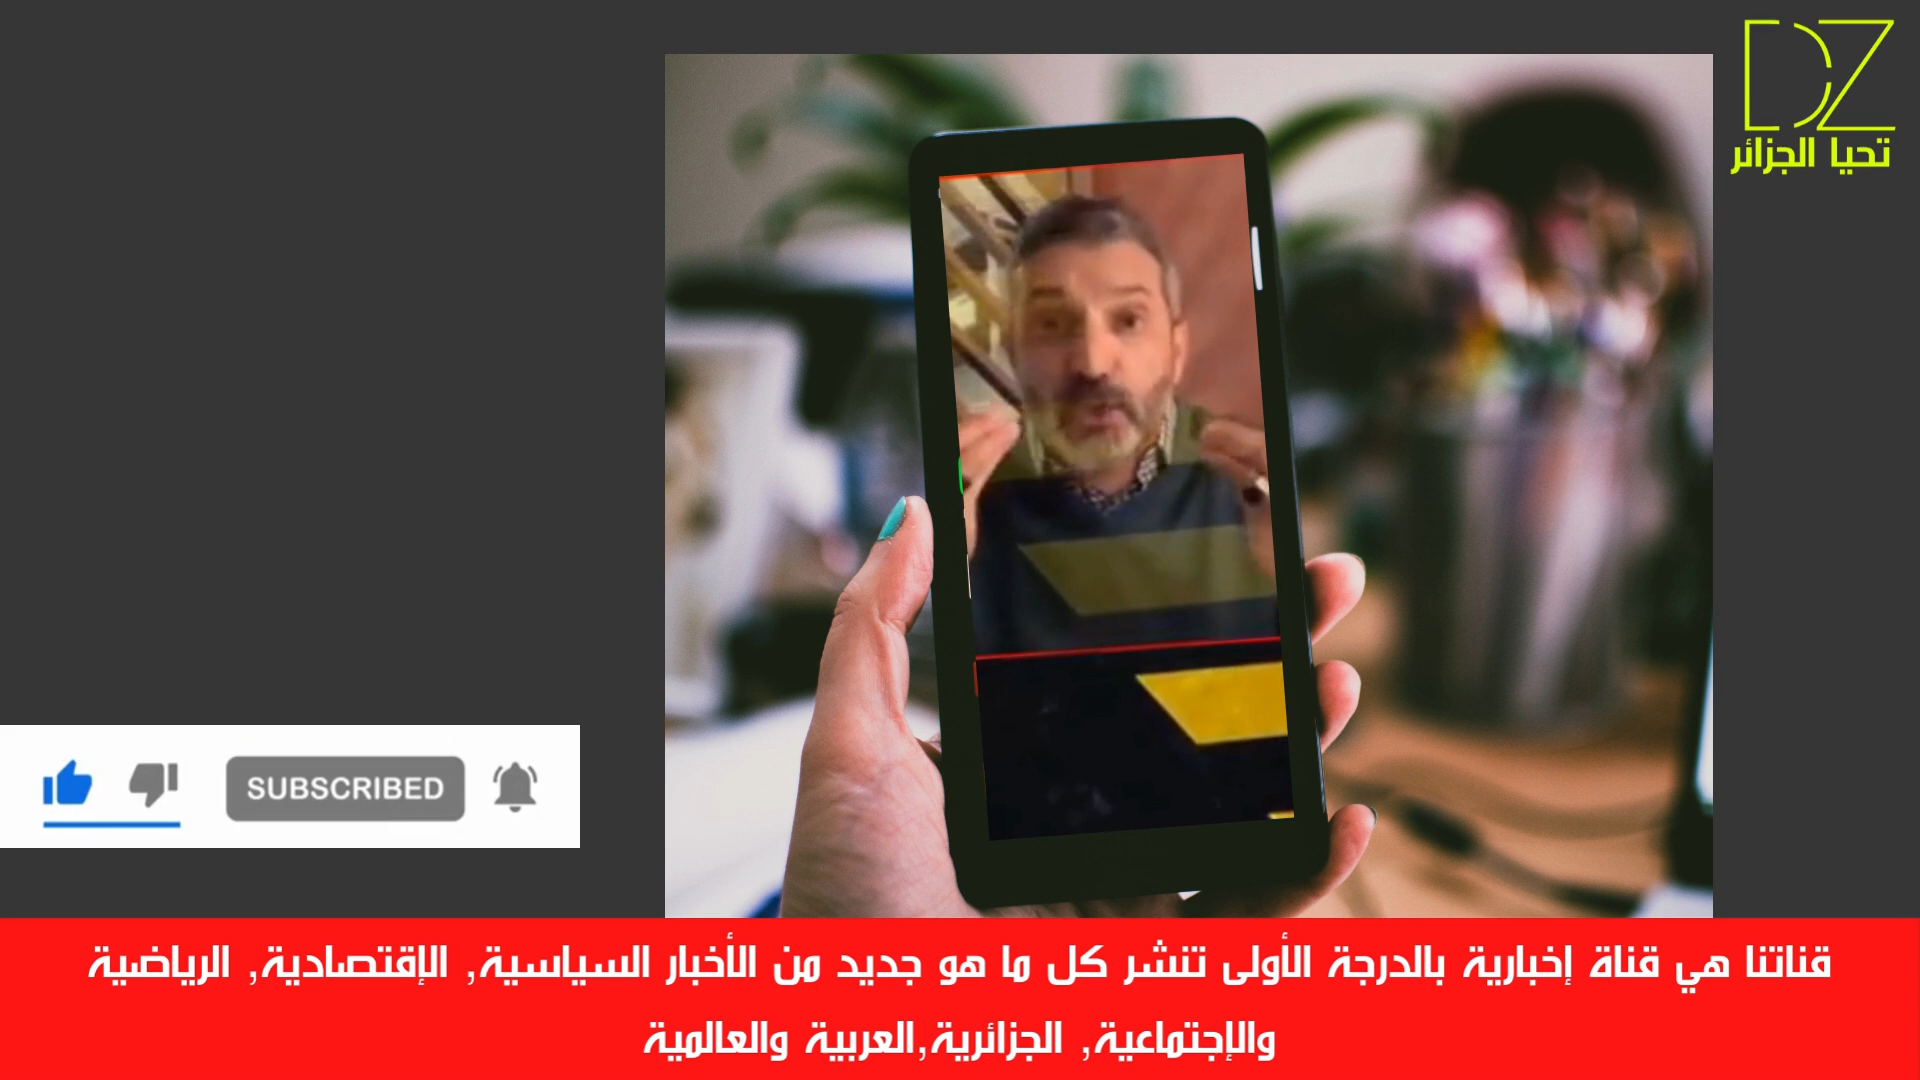 DZ
تحيا الجزائر
SUBSCRIBED
قناتنا هي قناة إخبارية بالدرجة الأولى تنشر كل ما هو جديد من الأخبار السياسية, الإقتصادية, الرياضية
والإجتماعية, الجزائرية,العربية والعالمية